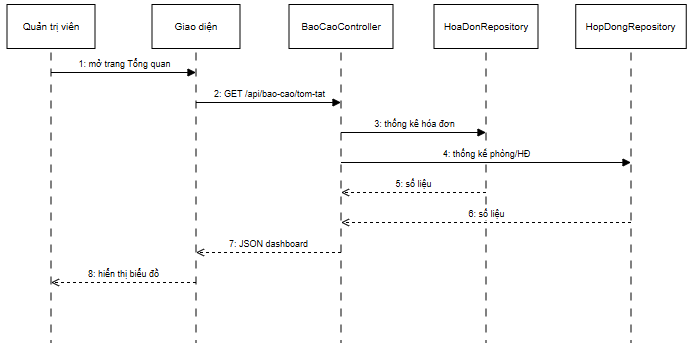 Quản trị viên
Giao diện
BaoCaoController
HoaDonRepository
HopDongRepository
1: mở trang Tổng quan
2: GET /api/bao-cao/tom-tat
3: thống kê hóa đơn
4: thống kê phòng/HĐ
5: số liệu
6: số liệu
7: JSON dashboard
8: hiển thị biểu đồ